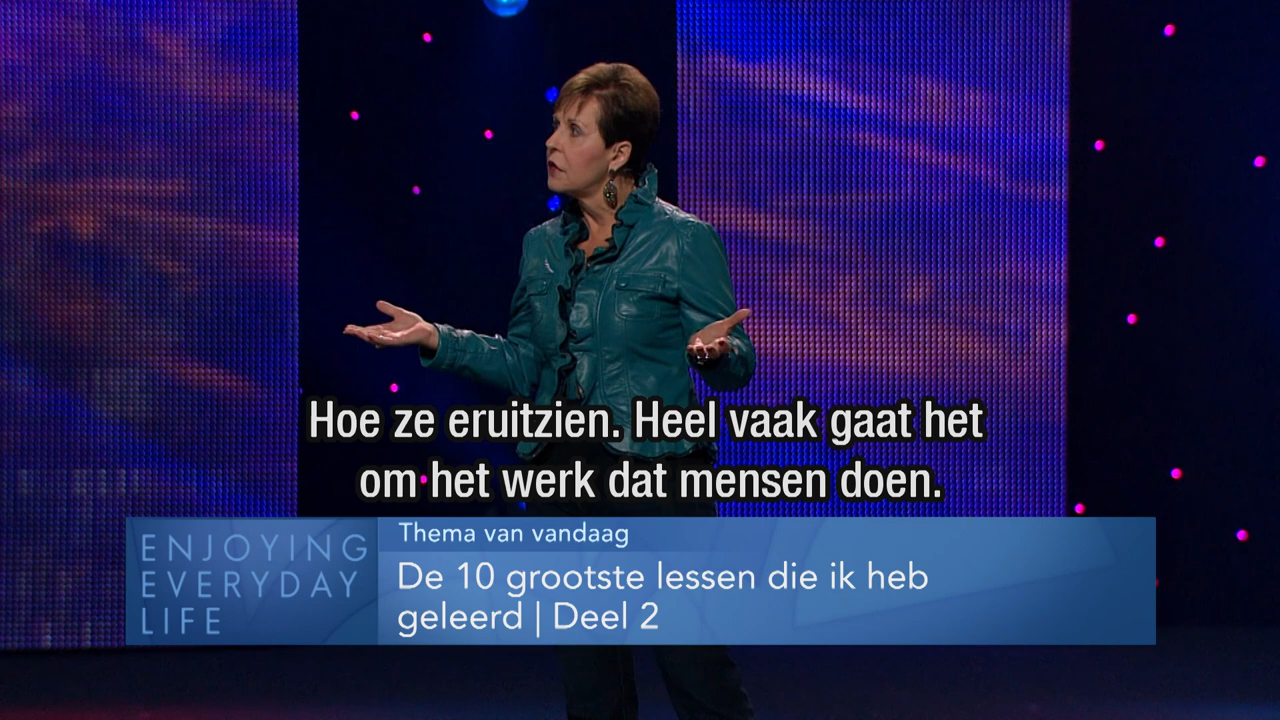 Hoe ze eruitzien. Heel vaak gaat het
om het werk dat mensen doen.
ENJOYING
EVERYDAY
LIFE
Thema van vandaag
De 10 grootste lessen die ik heb
geleerd | Deel 2